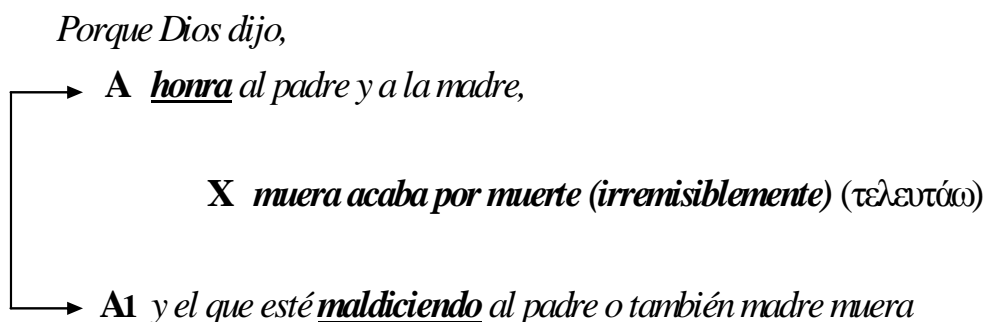 Porque Dios dijo,
A honra al padre y a la madre,
X muera acaba por muerte (irremisiblemente) (τελευτάω)
A1 y el que esté maldiciendo al padre o también madre muera